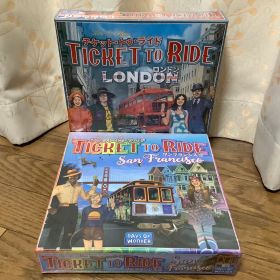 チケット・トゥ・ライド
TICKET TO RIDE
ロンドン
LONDON
TICKET TO RIDE
San Francisco
DAYS OF
WONDER
TICKET TO RIDE
San
Francisco